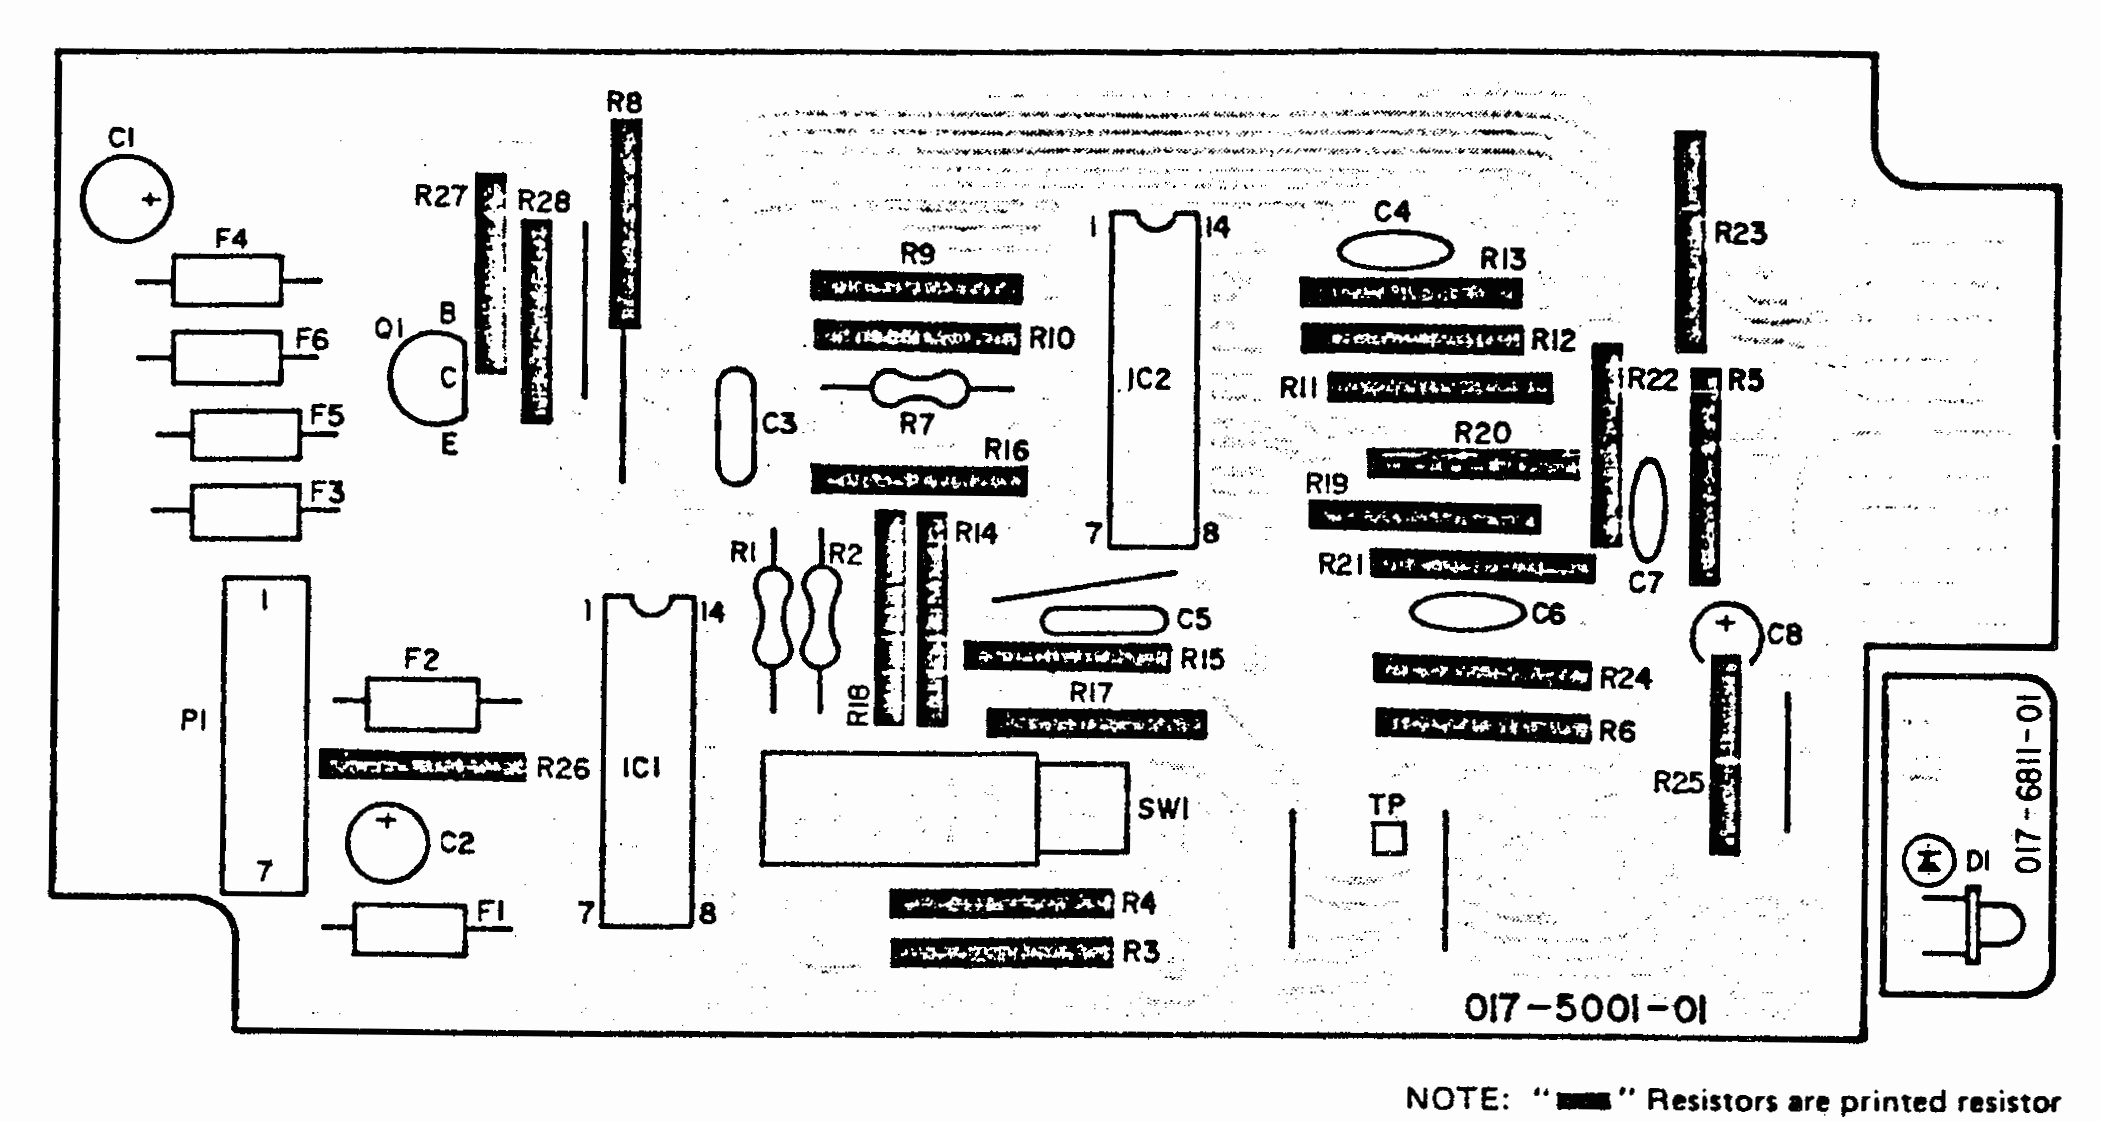 R8
C1
R27
R28
F4
C4
R23
1
14
R13
R9
B
Q1
F6
R10
R12
C
IC2
R11
R22
R5
F5
C3
R7
E
R16
R20
F3
R19
7
8
R14
R1
R2
R21
C7
1
1
14
C5
C6
C8
F2
R15
R24
R18
R17
P1
R6
017-6811-01
R26
IC1
R25
SW1
TP
C2
7
D1
F1
7
8
R4
R3
017-5001-01
NOTE: " " Resistors are printed resistor